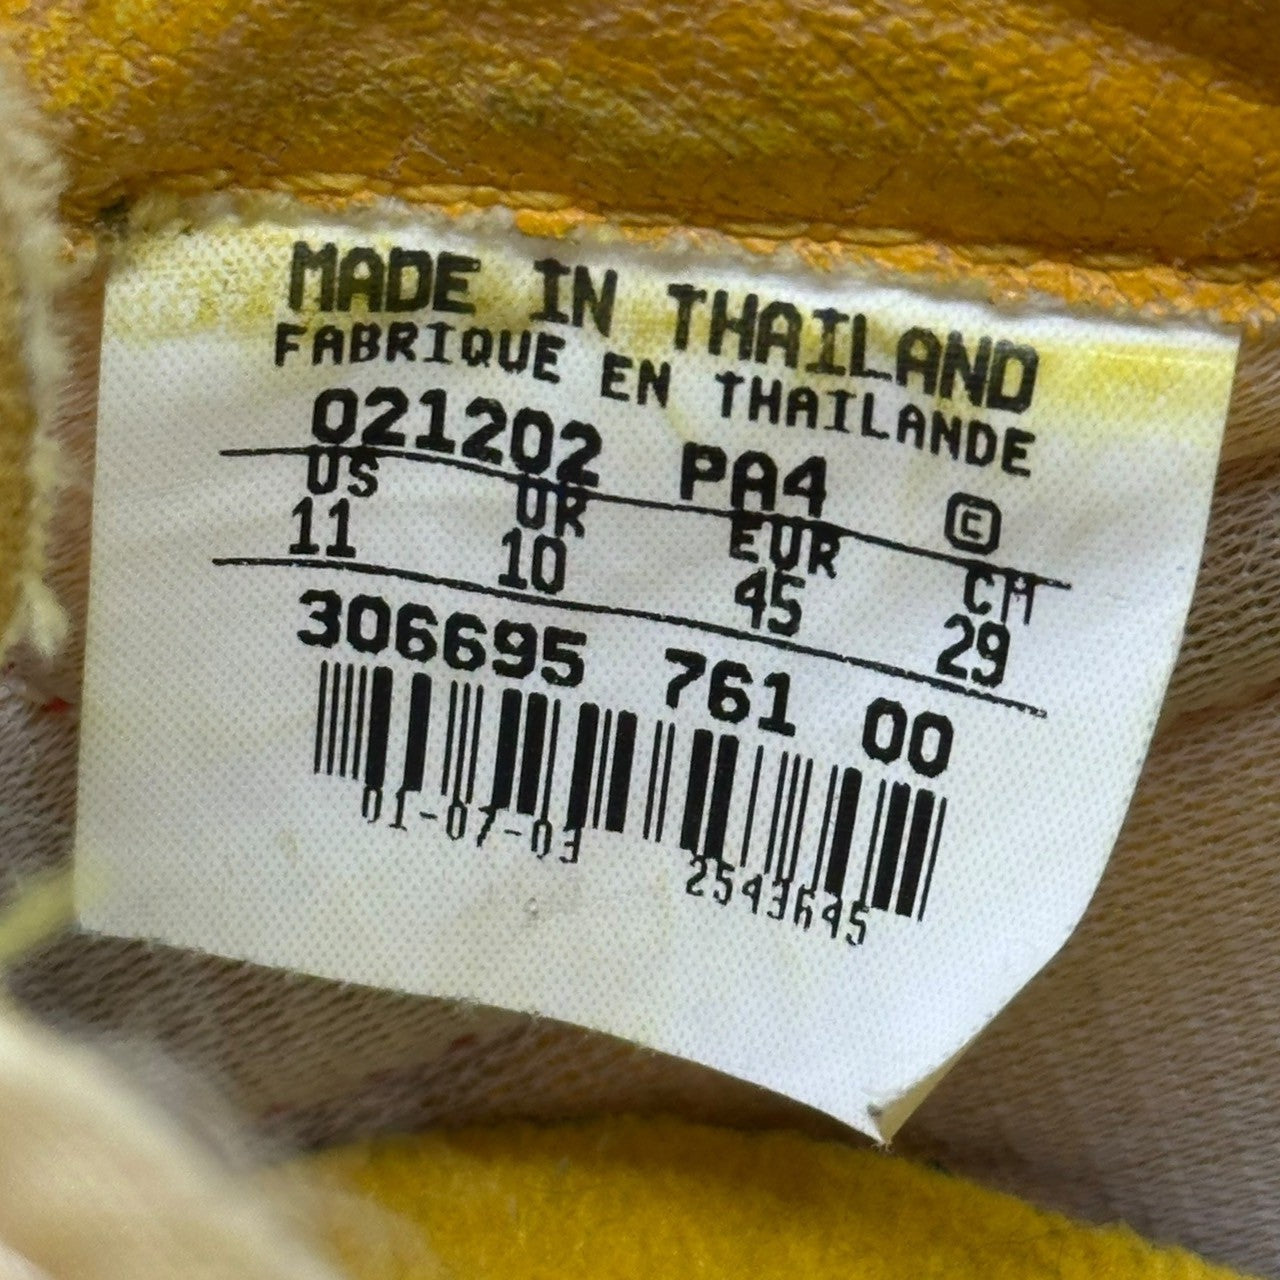 MADE IN THAILAND
FABRIQUE EN THAILANDE
021202 PA4 C
US UK EUR CM
11 10 45 29
306695 761 00
01-07-03
2543645